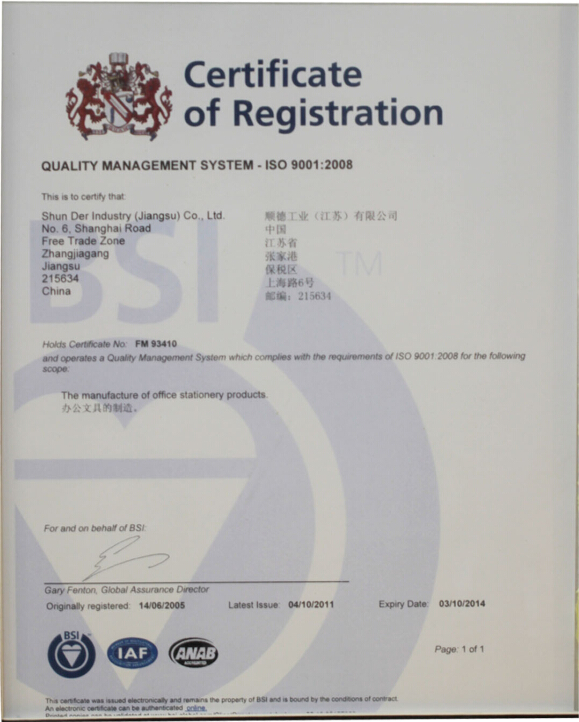 Certificate
of Registration
QUALITY MANAGEMENT SYSTEM - ISO 9001:2008
This is to certify that:
Shun Der Industry (Jiangsu) Co., Ltd.
No. 6, Shanghai Road
Free Trade Zone
Zhangjiagang
Jiangsu
215634
China
顺德工业（江苏）有限公司
中国
江苏省
张家港
保税区
上海路6号
邮编：215634
BSI
TM
Holds Certificate No: FM 93410
and operates a Quality Management System which complies with the requirements of ISO 9001:2008 for the following
scope:
The manufacture of office stationery products.
办公文具的制造。
For and on behalf of BSI:
Gary Fenton, Global Assurance Director
Originally registered: 14/06/2005 Latest Issue: 04/10/2011 Expiry Date: 03/10/2014
BSI
IAF
ANAB
ACCREDITED
Page: 1 of 1
This certificate was issued electronically and remains the property of BSI and is bound by the conditions of contract.
An electronic certificate can be authenticated online.